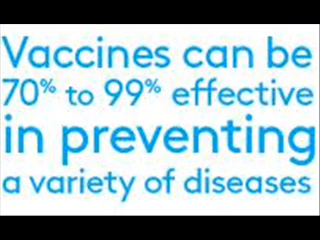 Vaccines can be
70% to 99% effective
in preventing
a variety of diseases